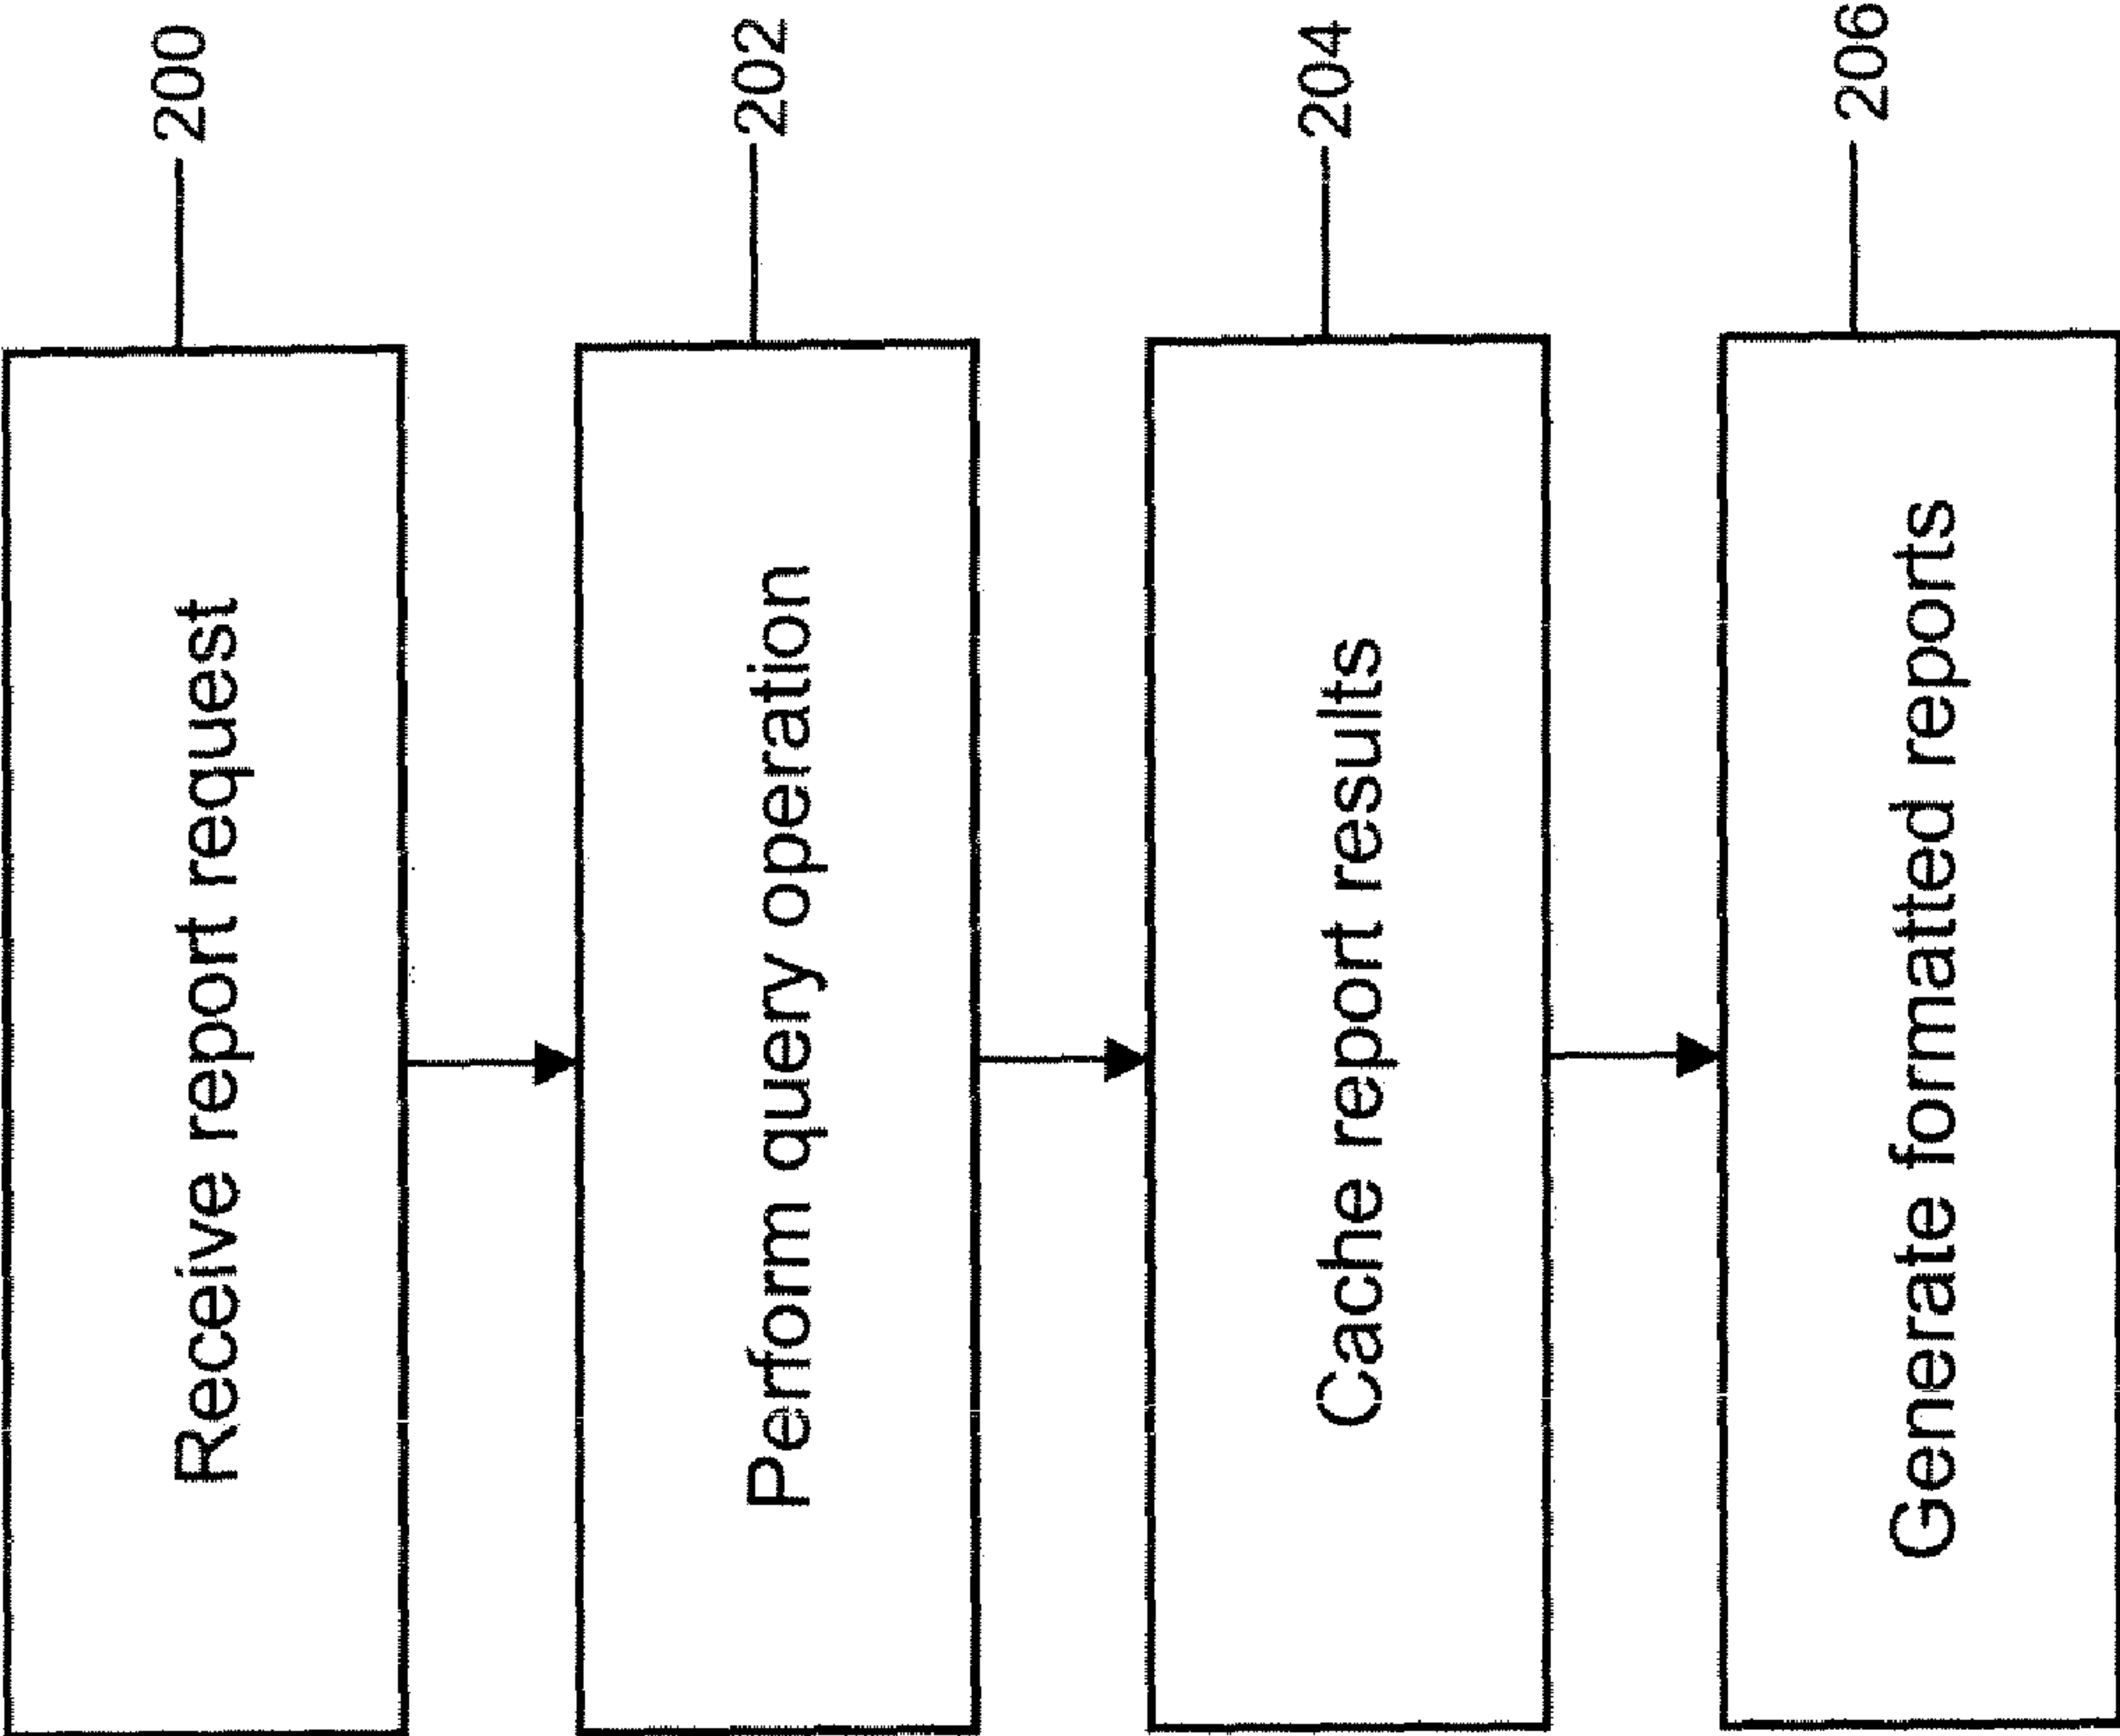 Receive report request
200
Perform query operation
202
Cache report results
204
Generate formatted reports
206